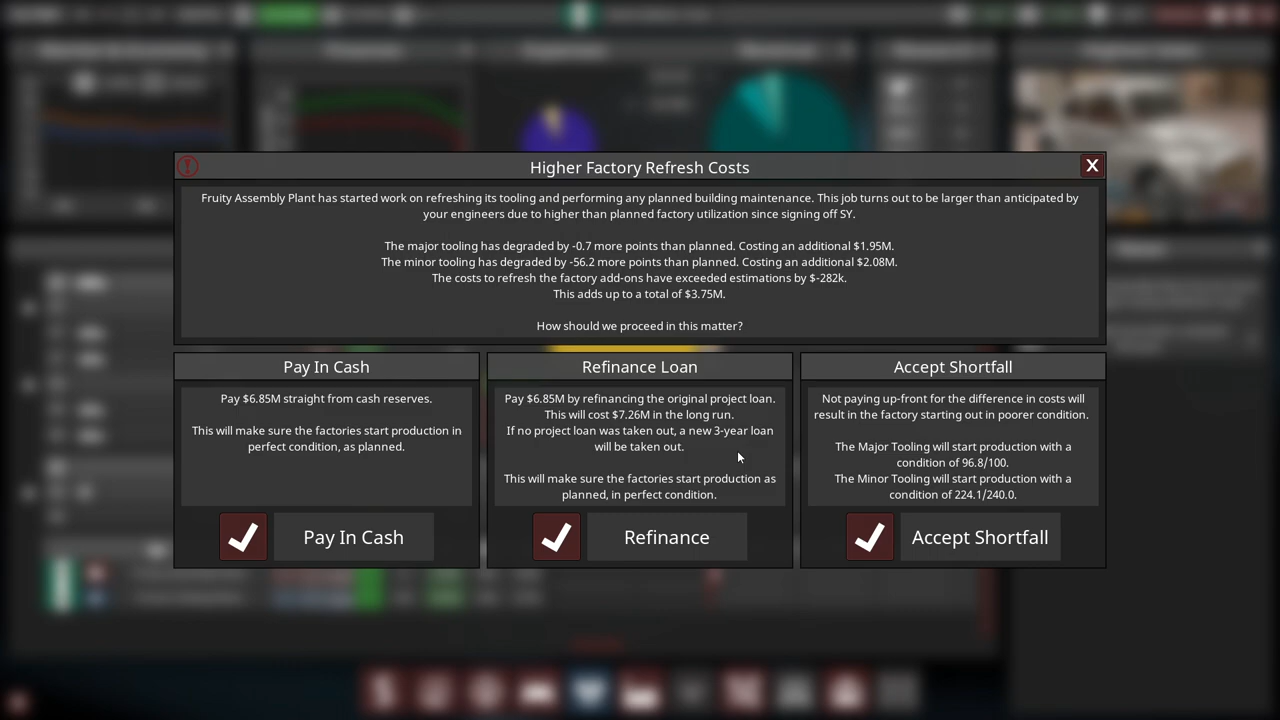 Higher Factory Refresh Costs
X
Fruity Assembly Plant has started work on refreshing its tooling and performing any planned building maintenance. This job turns out to be larger than anticipated by
your engineers due to higher than planned factory utilization since signing off SY.
The major tooling has degraded by -0.7 more points than planned. Costing an additional $1.95M.
The minor tooling has degraded by -56.2 more points than planned. Costing an additional $2.08M.
The costs to refresh the factory add-ons have exceeded estimations by $-282k.
This adds up to a total of $3.75M.
How should we proceed in this matter?
Pay In Cash
Pay $6.85M straight from cash reserves.
This will make sure the factories start production in
perfect condition, as planned.
Pay In Cash
Refinance Loan
Pay $6.85M by refinancing the original project loan.
This will cost $7.26M in the long run.
If no project loan was taken out, a new 3-year loan
will be taken out.
This will make sure the factories start production as
planned, in perfect condition.
Refinance
Accept Shortfall
Not paying up-front for the difference in costs will
result in the factory starting out in poorer condition.
The Major Tooling will start production with a
condition of 96.8/100.
The Minor Tooling will start production with a
condition of 224.1/240.0.
Accept Shortfall